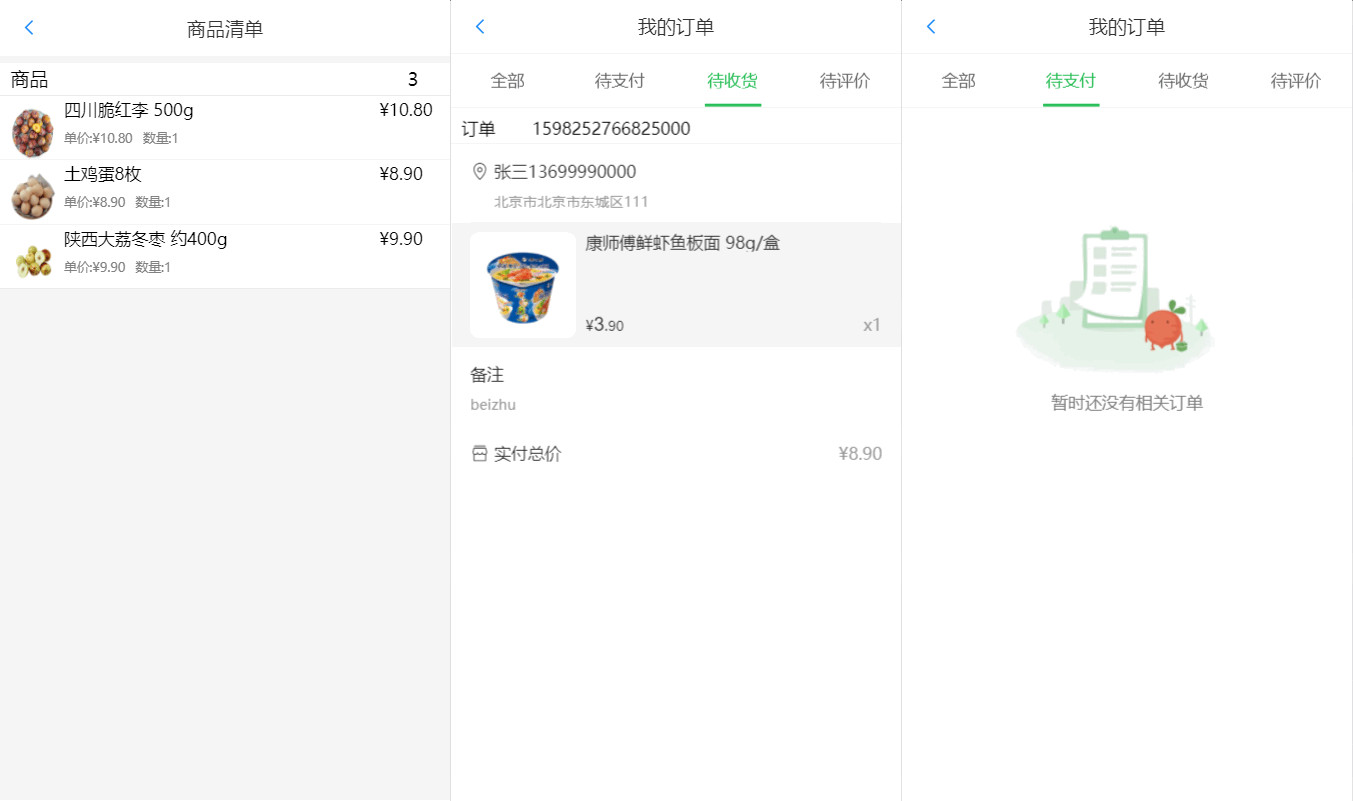 商品清单
商品 3
四川脆红李 500g ¥10.80
单价:¥10.80 数量:1
土鸡蛋8枚 ¥8.90
单价:¥8.90 数量:1
陕西大荔冬枣 约400g ¥9.90
单价:¥9.90 数量:1
我的订单
全部 待支付 待收货 待评价
订单 1598252766825000
张三13699990000
北京市北京市东城区111
康师傅鲜虾鱼板面 98g/盒
¥3.90 x1
备注
beizhu
实付总价 ¥8.90
我的订单
全部 待支付 待收货 待评价
暂时还没有相关订单